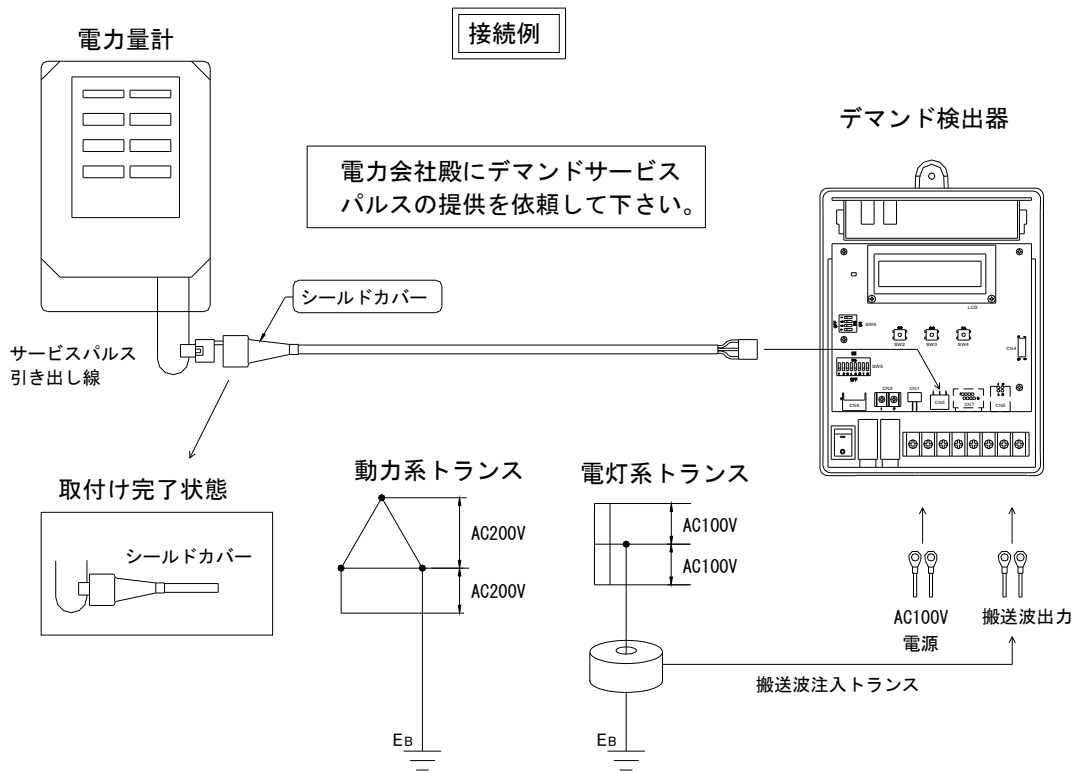 接続例
電力量計
デマンド検出器
電力会社殿にデマンドサービス
パルスの提供を依頼して下さい。
シールドカバー
サービスパルス
引き出し線
LCD
SW2
SW3
SW4
CN4
ON
OFF
CN2
CN1
CN3
CN7
取付け完了状態
シールドカバー
動力系トランス
AC200V
AC200V
EB
電灯系トランス
AC100V
AC100V
EB
搬送波注入トランス
AC100V
電源
搬送波出力